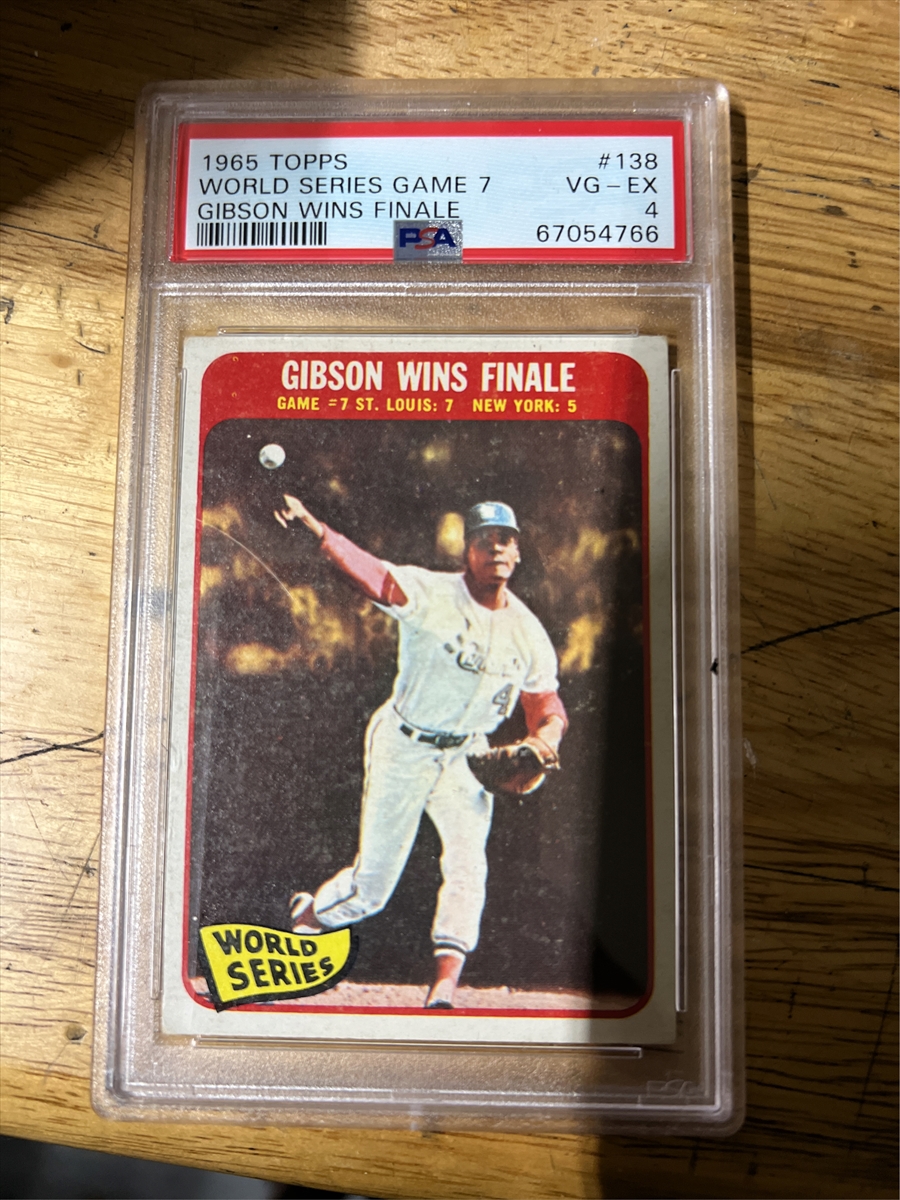 1965 TOPPS #138
WORLD SERIES GAME 7 VG - EX
GIBSON WINS FINALE 4
PSA 67054766
GIBSON WINS FINALE
GAME #7 ST. LOUIS: 7 NEW YORK: 5
4
WORLD
SERIES